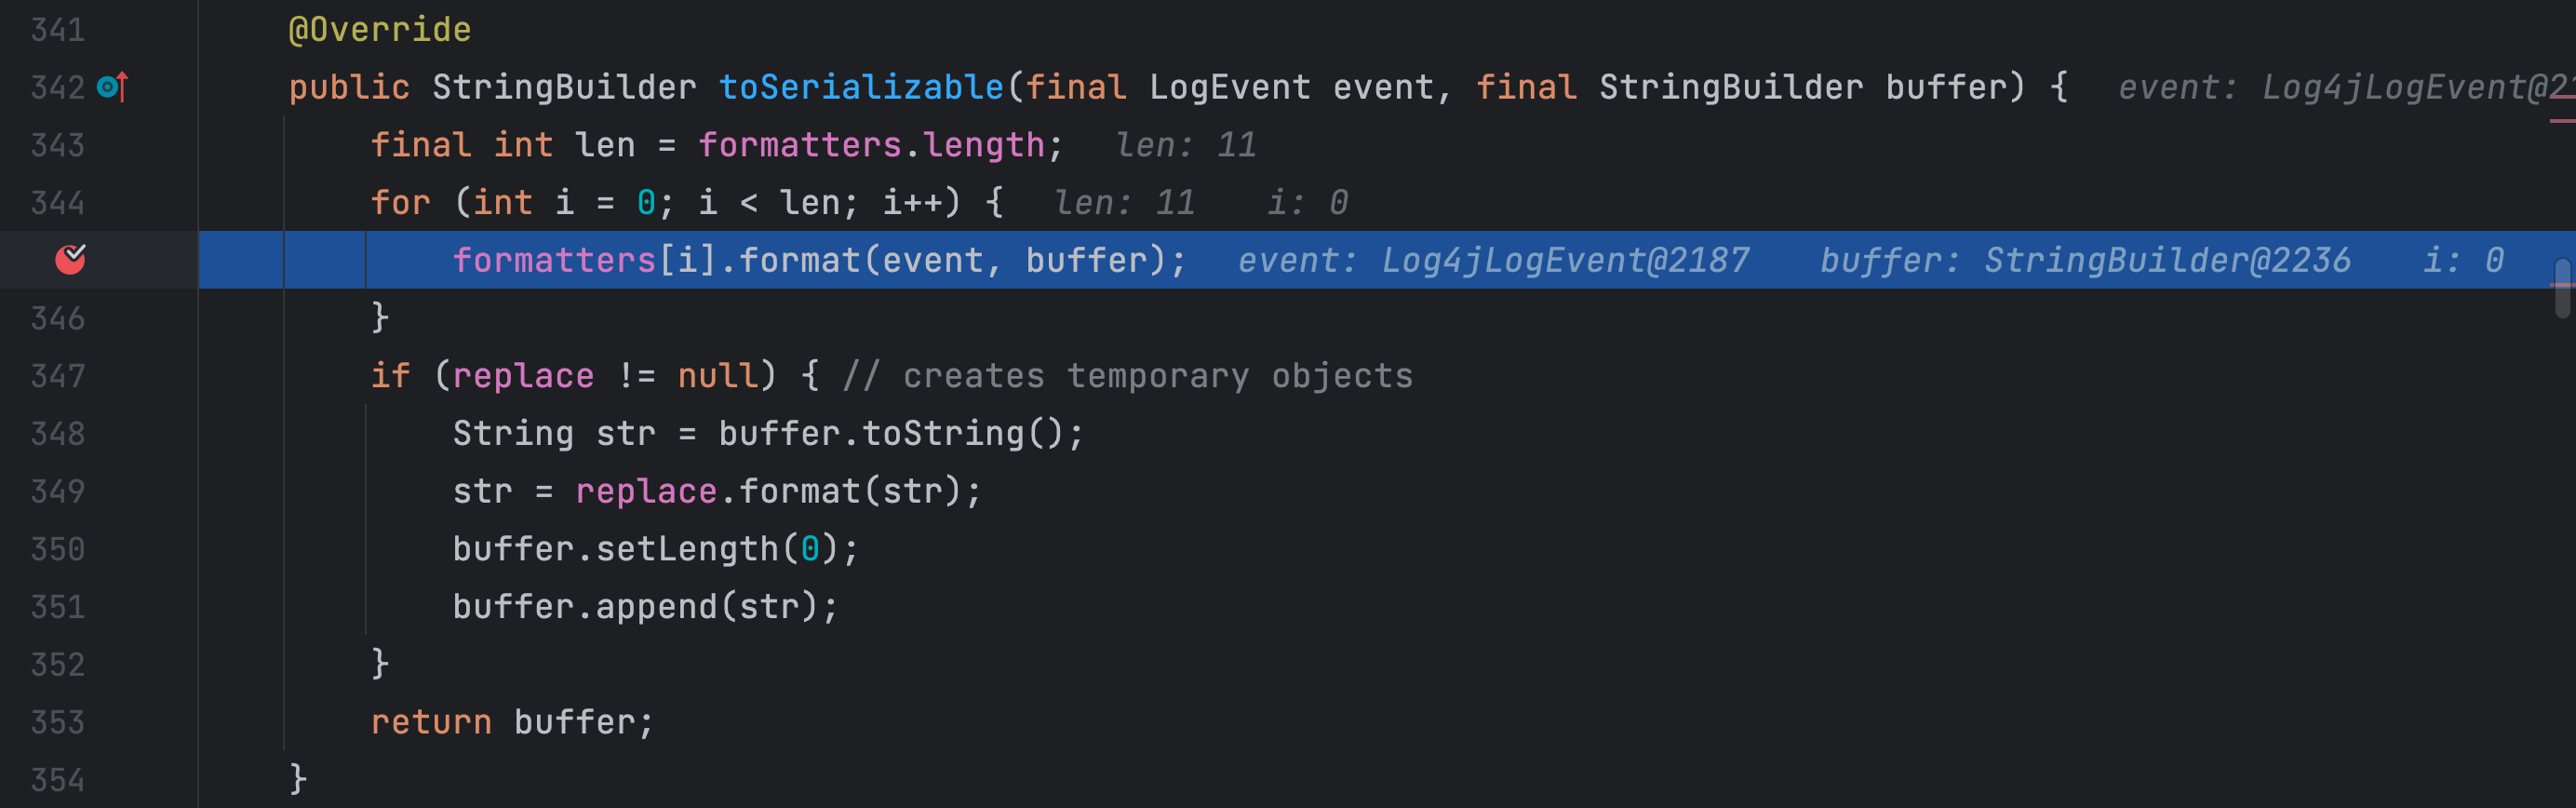 341 @Override
342 public StringBuilder toSerializable(final LogEvent event, final StringBuilder buffer) { event: Log4jLogEvent@2
343 final int len = formatters.length; len: 11
344 for (int i = 0; i < len; i++) { len: 11 i: 0
formatters[i].format(event, buffer); event: Log4jLogEvent@2187 buffer: StringBuilder@2236 i: 0
346 }
347 if (replace != null) { // creates temporary objects
348 String str = buffer.toString();
349 str = replace.format(str);
350 buffer.setLength(0);
351 buffer.append(str);
352 }
353 return buffer;
354 }